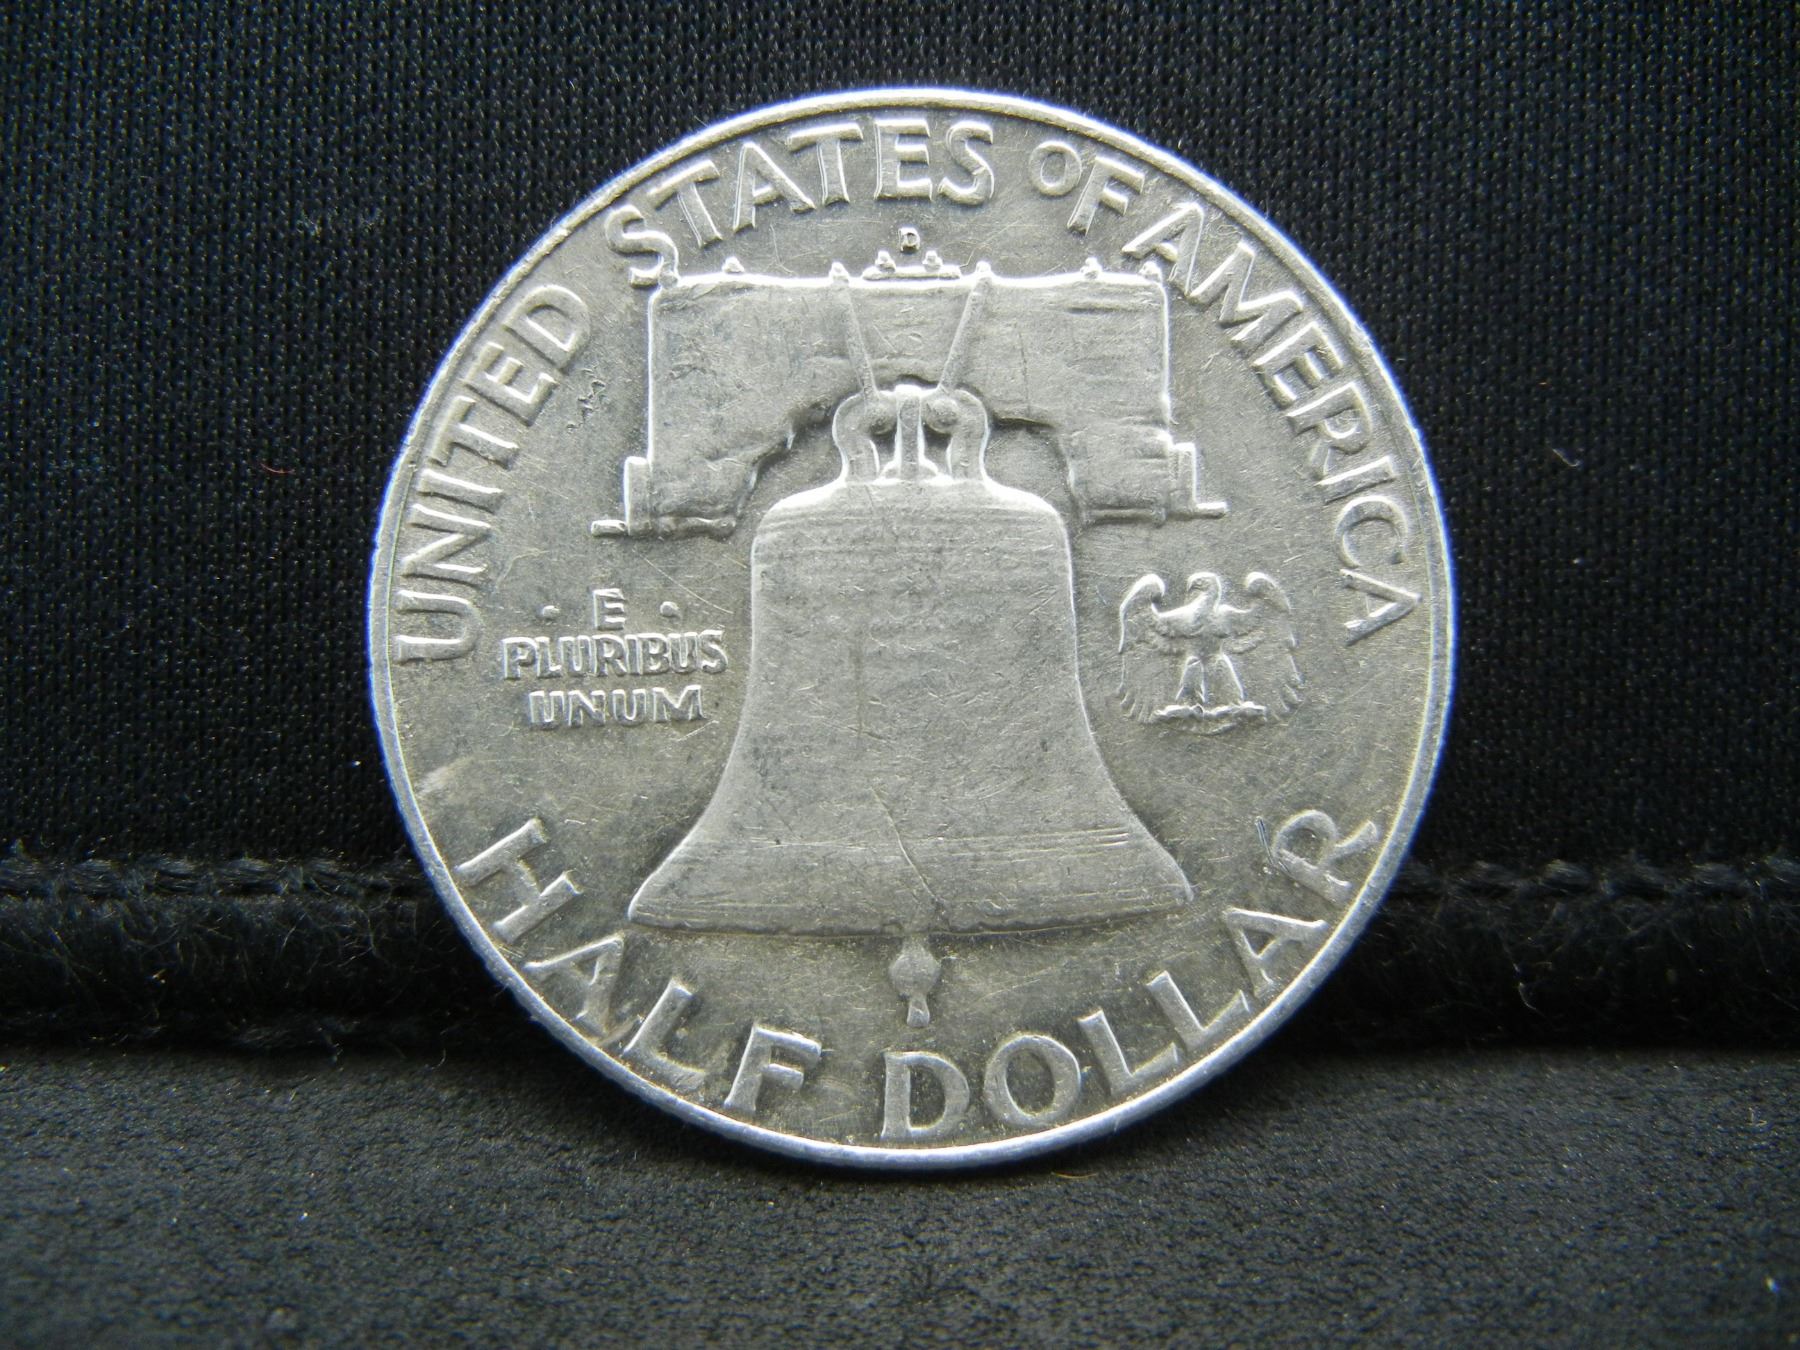 UNITED STATES OF AMERICA
D
· E ·
PLURIBUS
UNUM
HALF DOLLAR